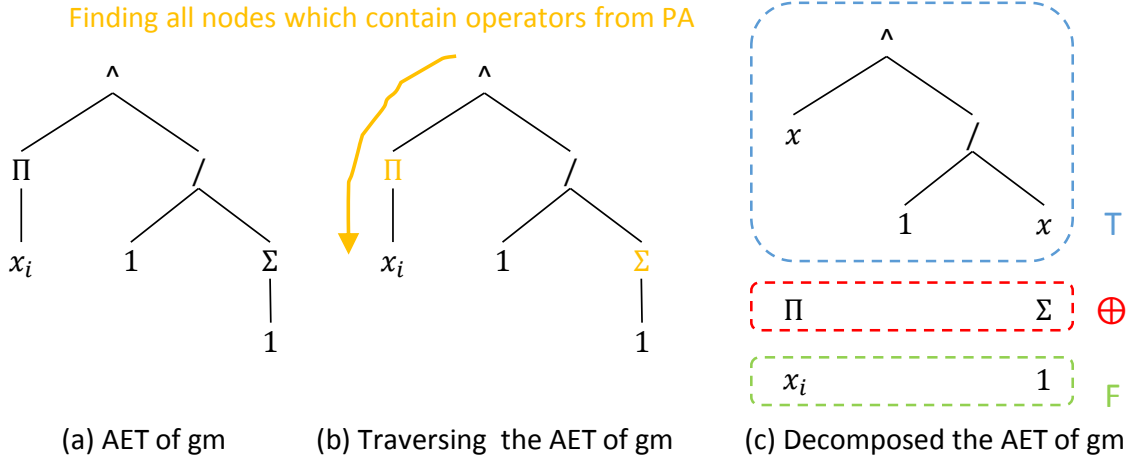 Finding all nodes which contain operators from PA
^
Π /
x_i 1 Σ
1
^
Π /
x_i 1 Σ
1
^
x /
1 x
T
Π Σ ⊕
x_i 1
F
(a) AET of gm
(b) Traversing the AET of gm
(c) Decomposed the AET of gm